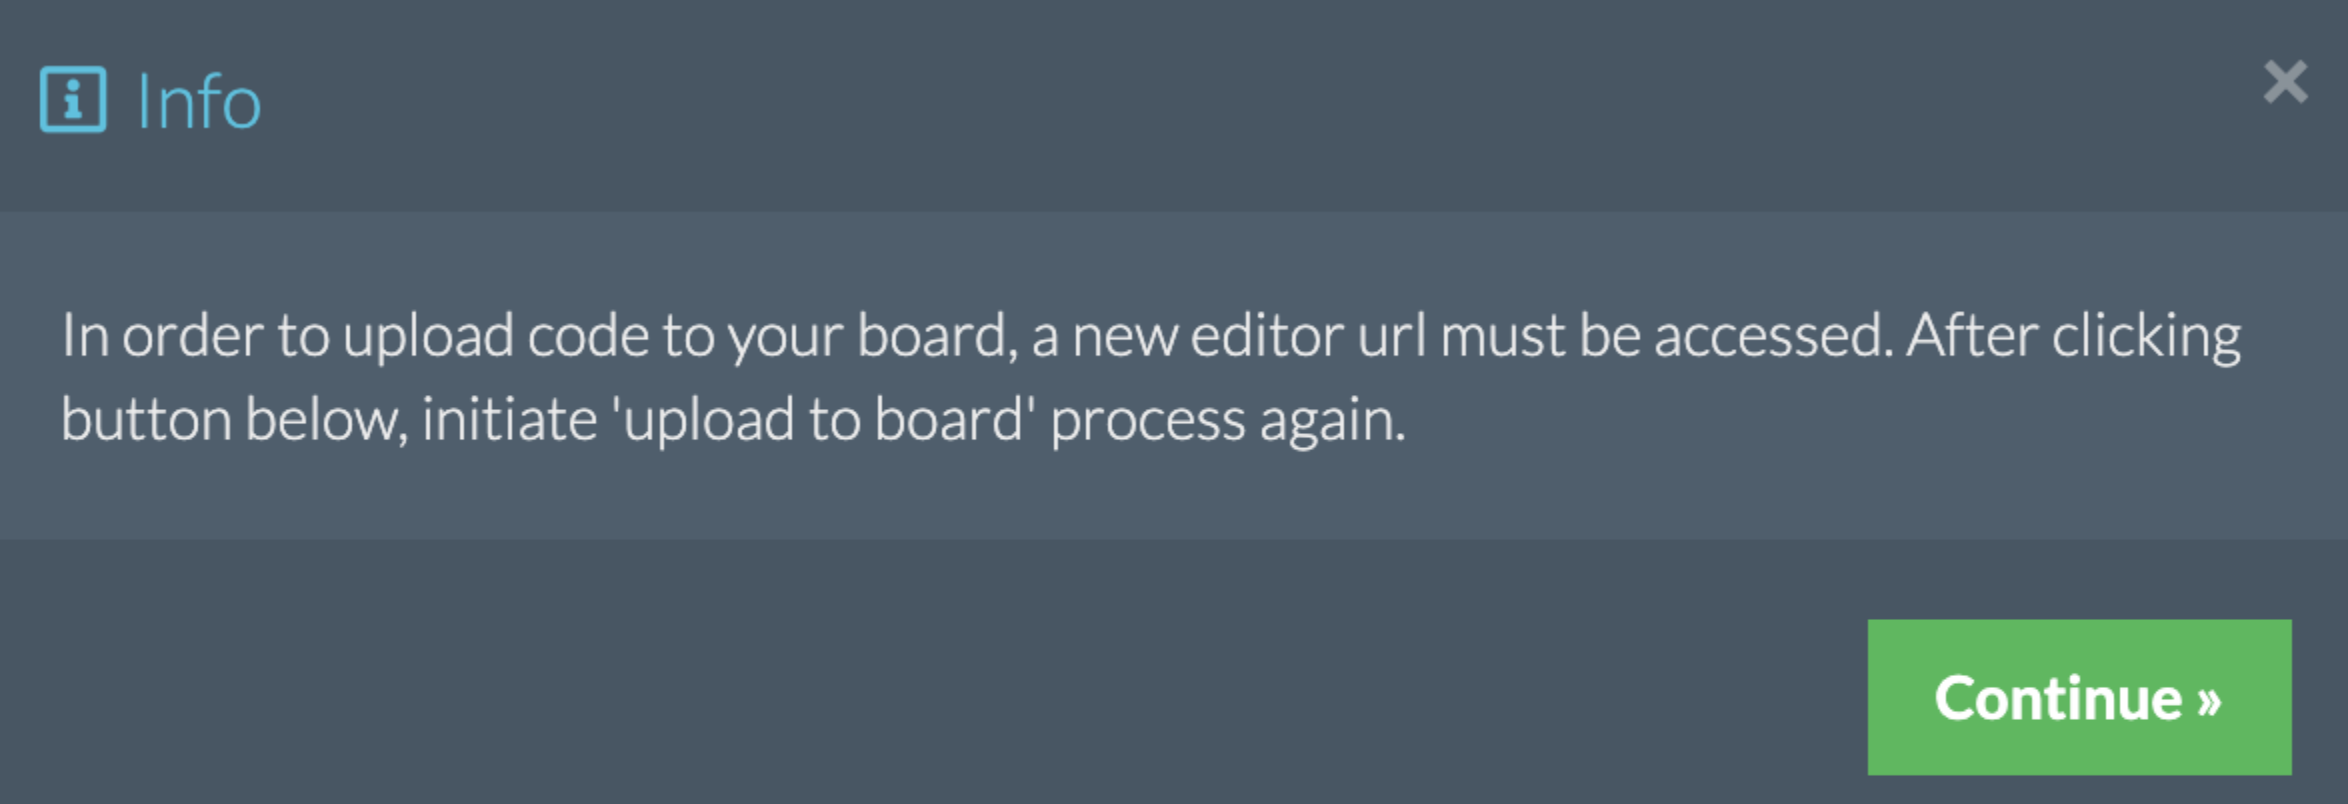 Info
In order to upload code to your board, a new editor url must be accessed. After clicking
button below, initiate 'upload to board' process again.
Continue »